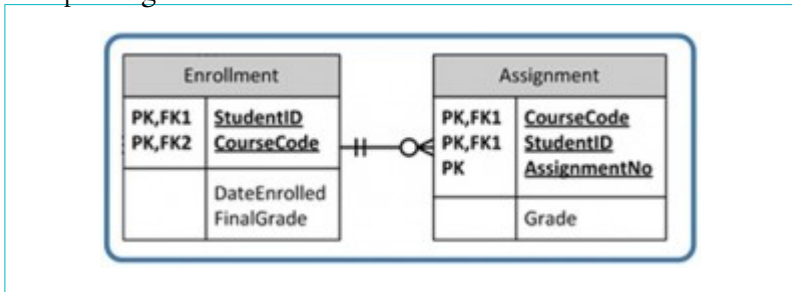 Enrollment
PK,FK1 StudentID
PK,FK2 CourseCode
DateEnrolled
FinalGrade
Assignment
PK,FK1 CourseCode
PK,FK1 StudentID
PK AssignmentNo
Grade